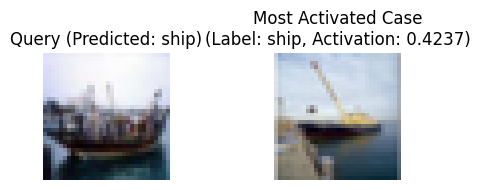 Query (Predicted: ship)
Most Activated Case
(Label: ship, Activation: 0.4237)